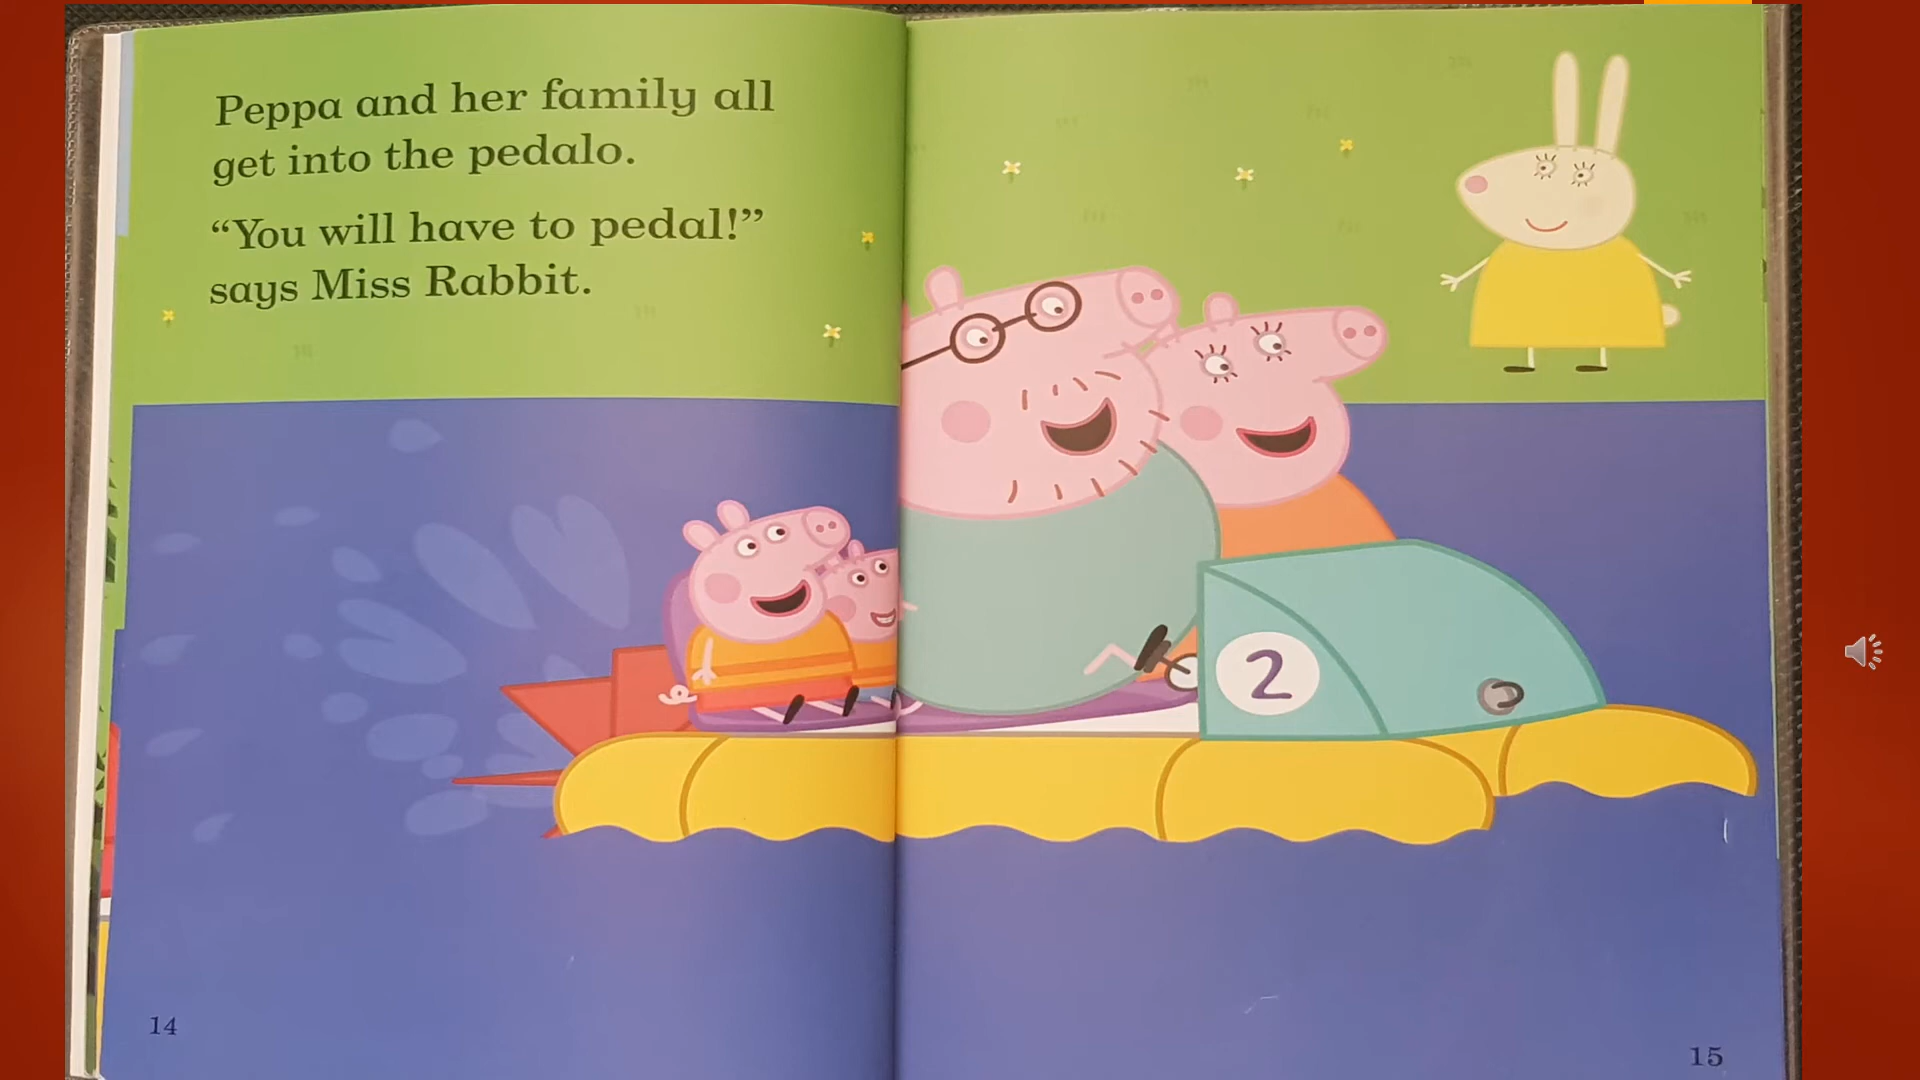 Peppa and her family all
get into the pedalo.
“You will have to pedal!”
says Miss Rabbit.
2
14
15